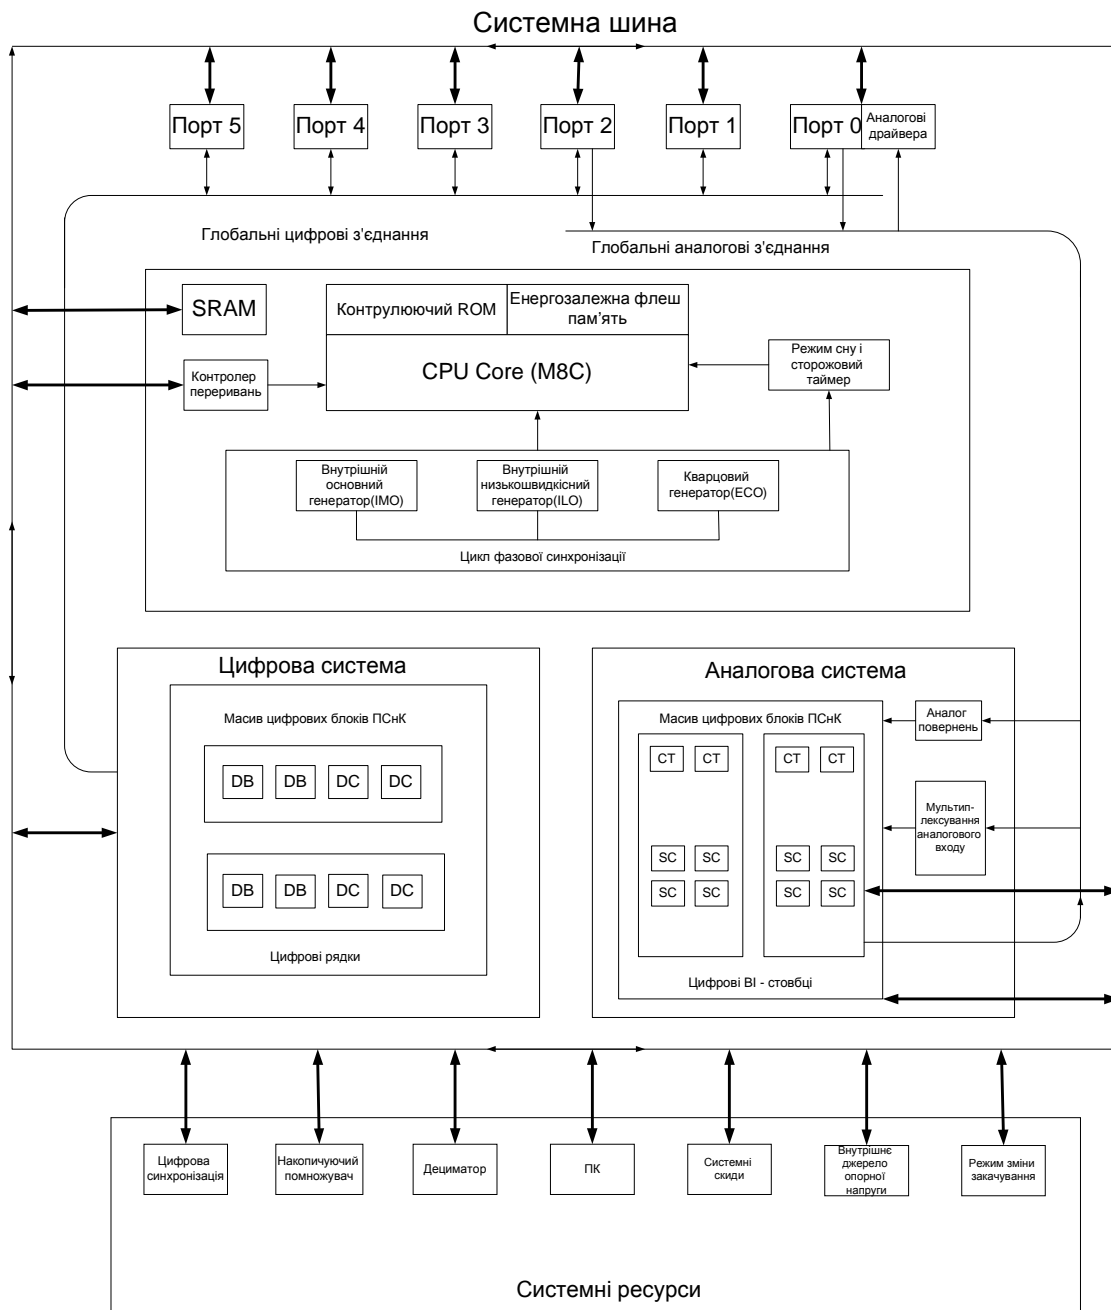 Системна шина
Порт 5
Порт 4
Порт 3
Порт 2
Порт 1
Порт 0
Аналогові
драйвера
Глобальні цифрові з'єднання
Глобальні аналогові з'єднання
SRAM
Контрулюючий ROM
Енергозалежна флеш
пам'ять
CPU Core (M8C)
Режим сну і
сторожовий
таймер
Контролер
переривань
Внутрішній
основний
генератор(IMO)
Внутрішній
низькошвидкісний
генератор(ILO)
Кварцовий
генератор(ECO)
Цикл фазової синхронізації
Цифрова система
Масив цифрових блоків ПСнК
DB
DB
DC
DC
DB
DB
DC
DC
Цифрові рядки
Аналогова система
Масив цифрових блоків ПСнК
CT
CT
CT
CT
SC
SC
SC
SC
SC
SC
SC
SC
Цифрові ВІ - стовбці
Аналог
повернень
Мультип-
лексування
аналогового
входу
Цифрова
синхронізація
Накопичуючий
помножувач
Дециматор
ПК
Системні
скиди
Внутрішнє
джерело
опорної
напруги
Режим зміни
закачування
Системні ресурси